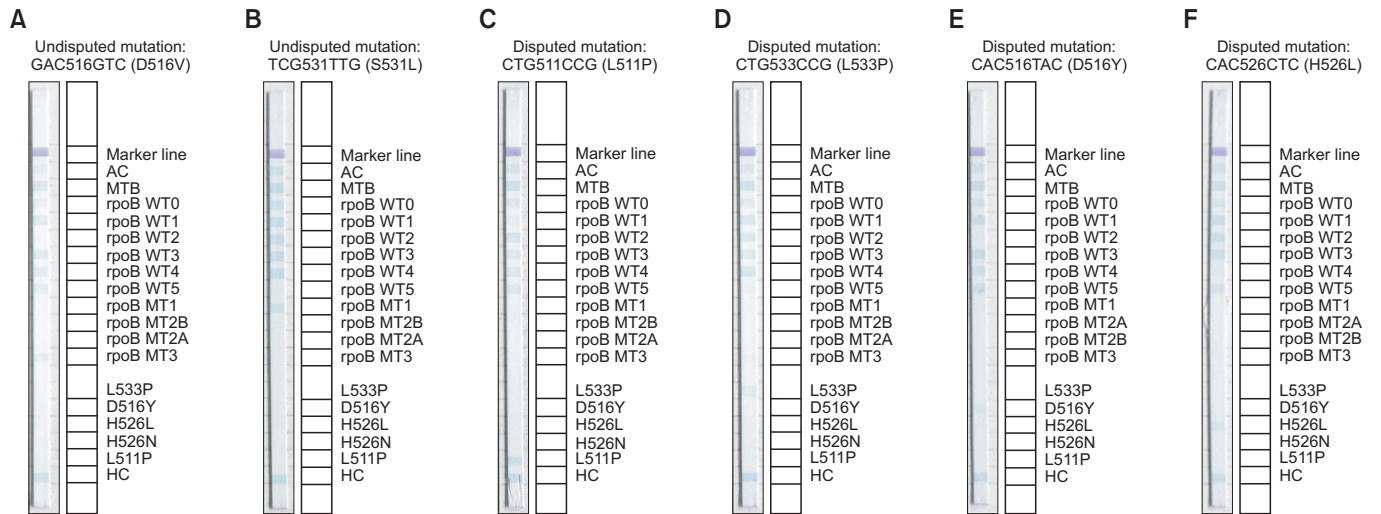 A
Undisputed mutation:
GAC516GTC (D516V)
Marker line
AC
MTB
rpoB WT0
rpoB WT1
rpoB WT2
rpoB WT3
rpoB WT4
rpoB WT5
rpoB MT1
rpoB MT2B
rpoB MT2A
rpoB MT3
L533P
D516Y
H526L
H526N
L511P
HC
B
Undisputed mutation:
TCG531TTG (S531L)
Marker line
AC
MTB
rpoB WT0
rpoB WT1
rpoB WT2
rpoB WT3
rpoB WT4
rpoB WT5
rpoB MT1
rpoB MT2B
rpoB MT2A
rpoB MT3
L533P
D516Y
H526L
H526N
L511P
HC
C
Disputed mutation:
CTG511CCG (L511P)
Marker line
AC
MTB
rpoB WT0
rpoB WT1
rpoB WT2
rpoB WT3
rpoB WT4
rpoB WT5
rpoB MT1
rpoB MT2B
rpoB MT2A
rpoB MT3
L533P
D516Y
H526L
H526N
L511P
HC
D
Disputed mutation:
CTG533CCG (L533P)
Marker line
AC
MTB
rpoB WT0
rpoB WT1
rpoB WT2
rpoB WT3
rpoB WT4
rpoB WT5
rpoB MT1
rpoB MT2B
rpoB MT2A
rpoB MT3
L533P
D516Y
H526L
H526N
L511P
HC
E
Disputed mutation:
CAC516TAC (D516Y)
Marker line
AC
MTB
rpoB WT0
rpoB WT1
rpoB WT2
rpoB WT3
rpoB WT4
rpoB WT5
rpoB MT1
rpoB MT2A
rpoB MT2B
rpoB MT3
L533P
D516Y
H526L
H526N
L511P
HC
F
Disputed mutation:
CAC526CTC (H526L)
Marker line
AC
MTB
rpoB WT0
rpoB WT1
rpoB WT2
rpoB WT3
rpoB WT4
rpoB WT5
rpoB MT1
rpoB MT2A
rpoB MT2B
rpoB MT3
L533P
D516Y
H526L
H526N
L511P
HC